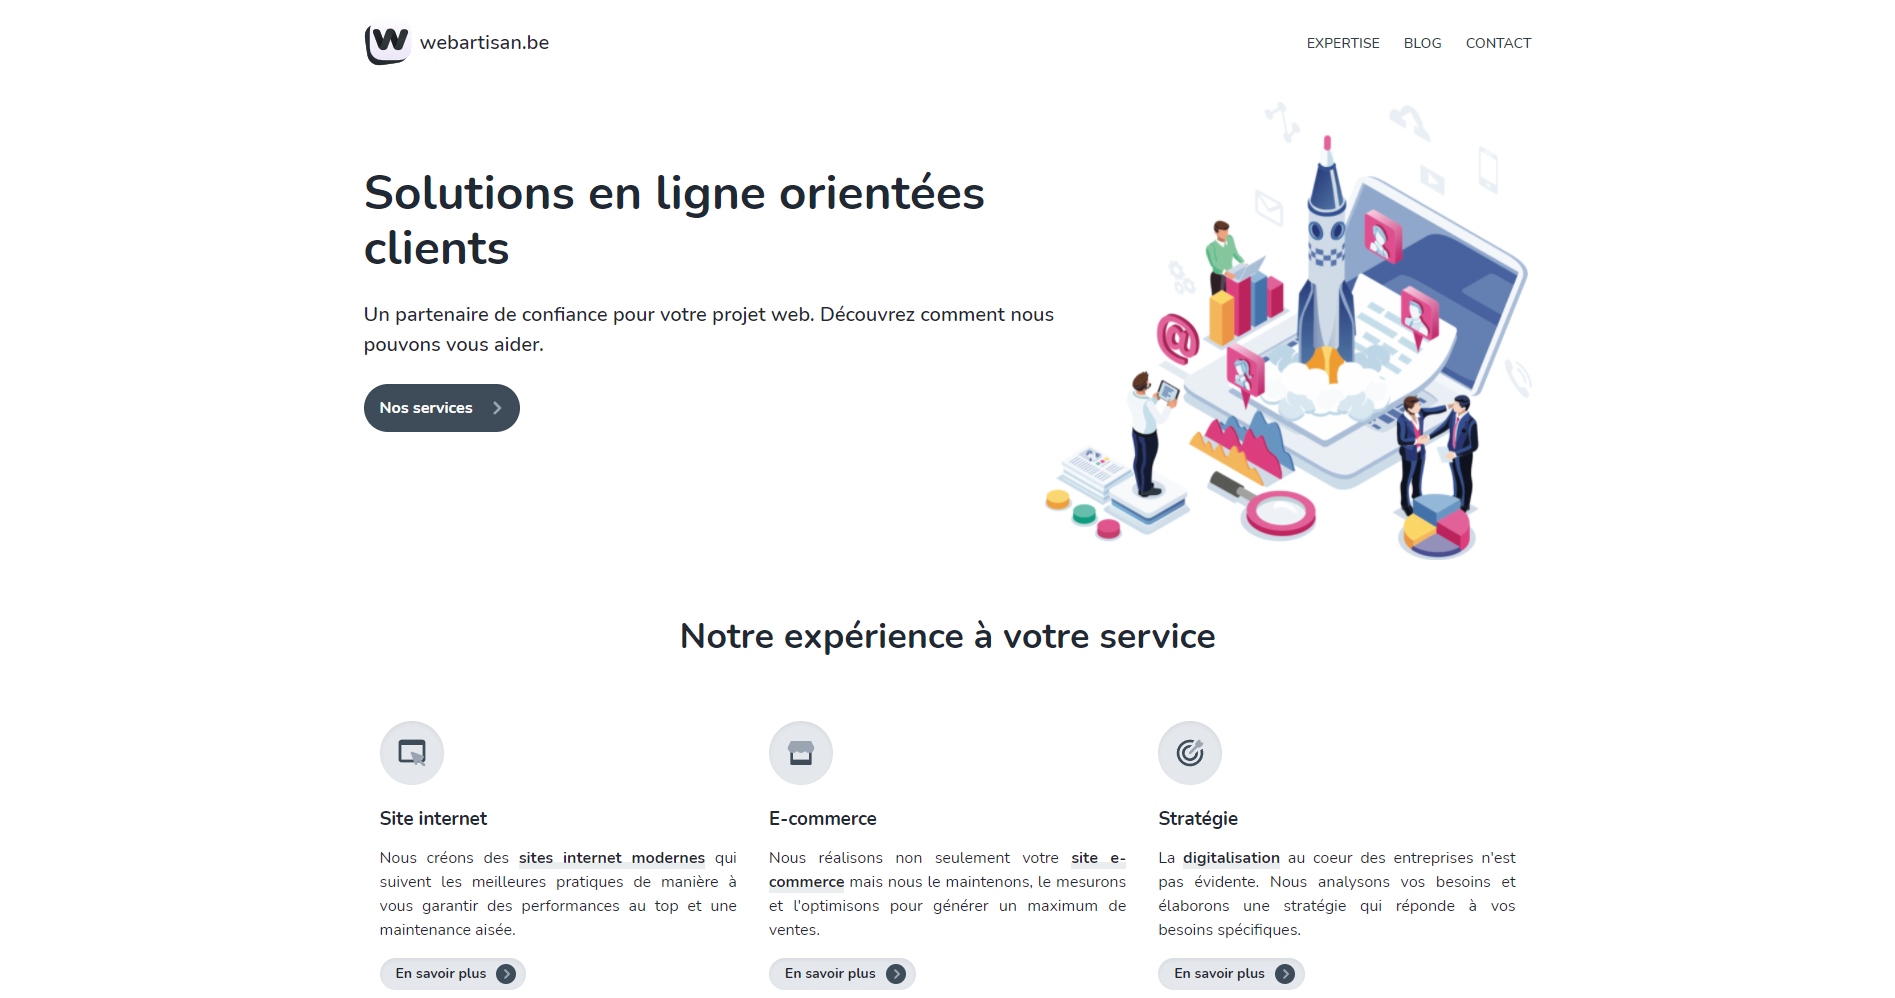 webartisan.be
EXPERTISE BLOG CONTACT
Solutions en ligne orientées
clients
Un partenaire de confiance pour votre projet web. Découvrez comment nous
pouvons vous aider.
Nos services
Notre expérience à votre service
Site internet
Nous créons des sites internet modernes qui
suivent les meilleures pratiques de manière à
vous garantir des performances au top et une
maintenance aisée.
En savoir plus
E-commerce
Nous réalisons non seulement votre site e-
commerce mais nous le maintenons, le mesurons
et l'optimisons pour générer un maximum de
ventes.
En savoir plus
Stratégie
La digitalisation au coeur des entreprises n'est
pas évidente. Nous analysons vos besoins et
élaborons une stratégie qui réponde à vos
besoins spécifiques.
En savoir plus